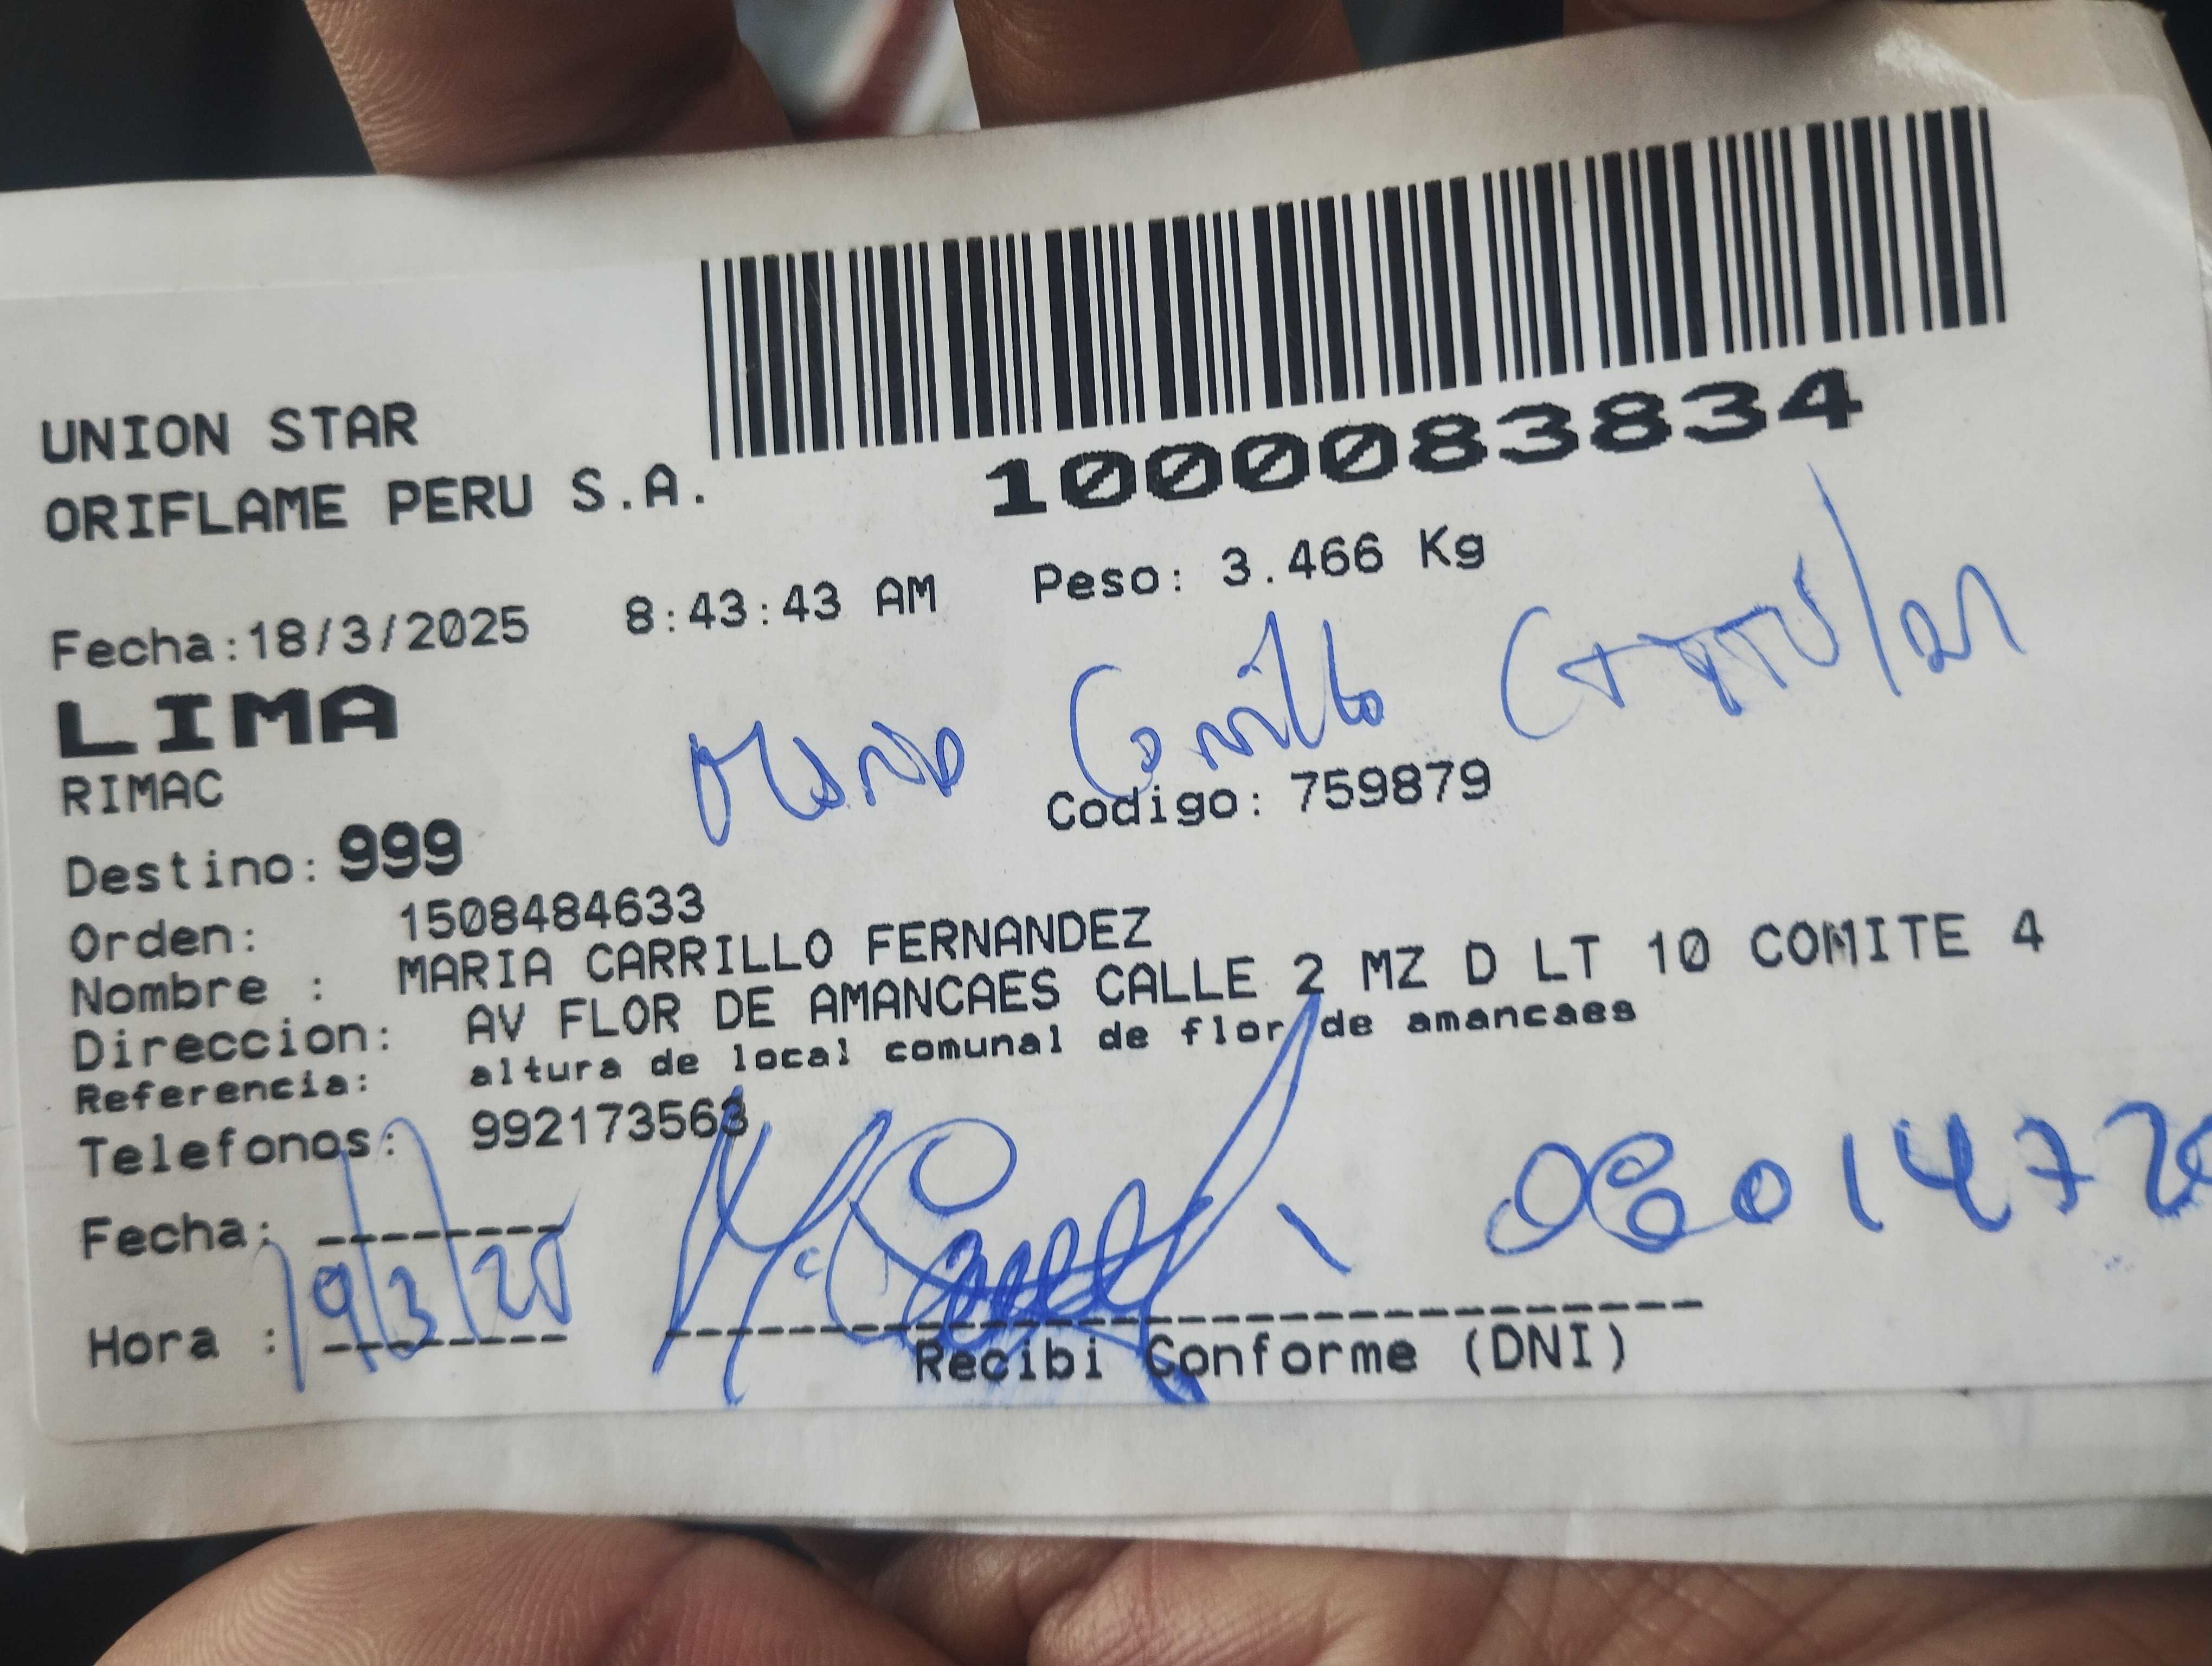 1000083834
UNION STAR
ORIFLAME PERU S.A.
Fecha:18/3/2025 8:43:43 AM Peso: 3.466 Kg
LIMA
RIMAC
Maria Carrillo
Codigo: 759879
Destino: 999
Orden: 1508484633
Nombre : MARIA CARRILLO FERNANDEZ
Direccion: AV FLOR DE AMANCAES CALLE 2 MZ D LT 10 COMITE 4
Referencia: altura de local comunal de flor de amancaes
Telefonos: 992173563
Fecha: --------
19/3/25
Hora : --------
Recibi Conforme (DNI)